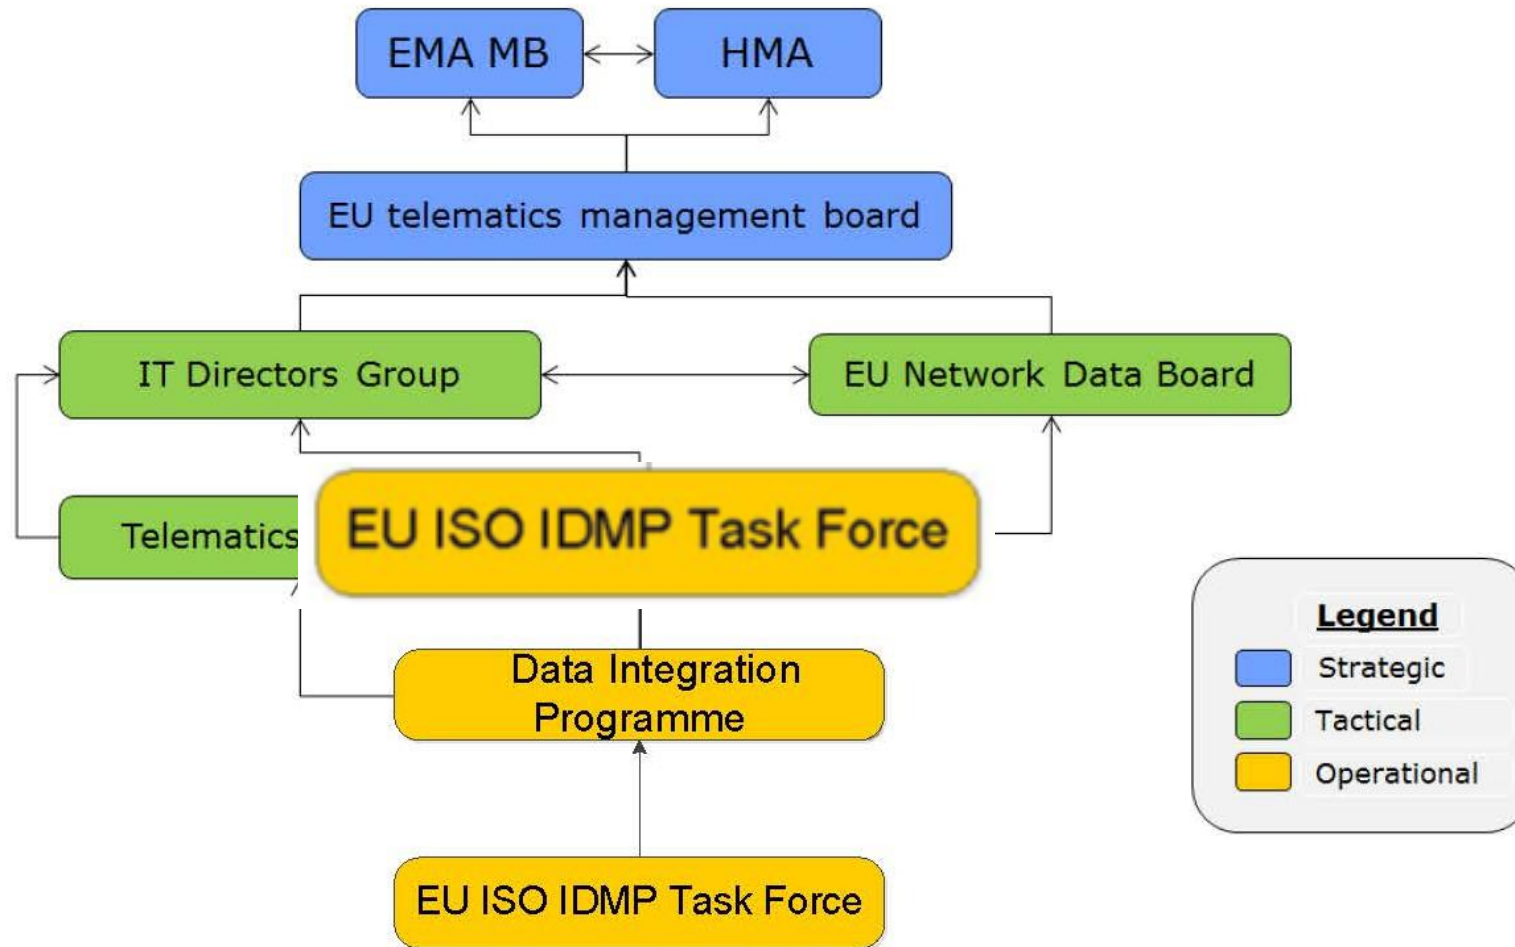 EMA MB
HMA
EU telematics management board
IT Directors Group
EU Network Data Board
Telematics
EU ISO IDMP Task Force
Data Integration
Programme
EU ISO IDMP Task Force
Legend
Strategic
Tactical
Operational